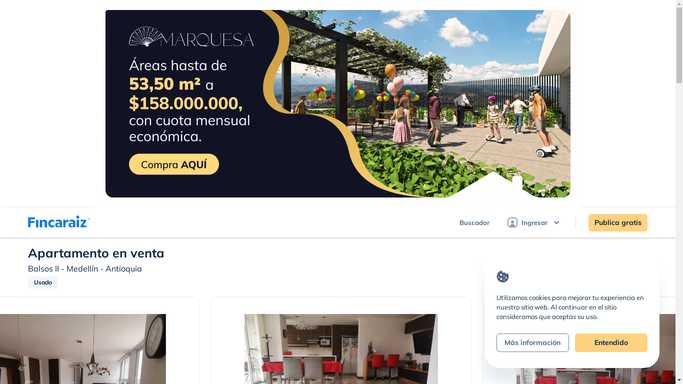 MARQUESA
Áreas hasta de
53,50 m² a
$158.000.000,
con cuota mensual
económica.
Compra AQUÍ
Fincaraiz
Buscador
Ingresar
Publica gratis
Apartamento en venta
Balsos II - Medellín - Antioquia
Usado
Utilizamos cookies para mejorar tu experiencia en
nuestro sitio web. Al continuar en el sitio
consideramos que aceptas su uso.
Más información
Entendido